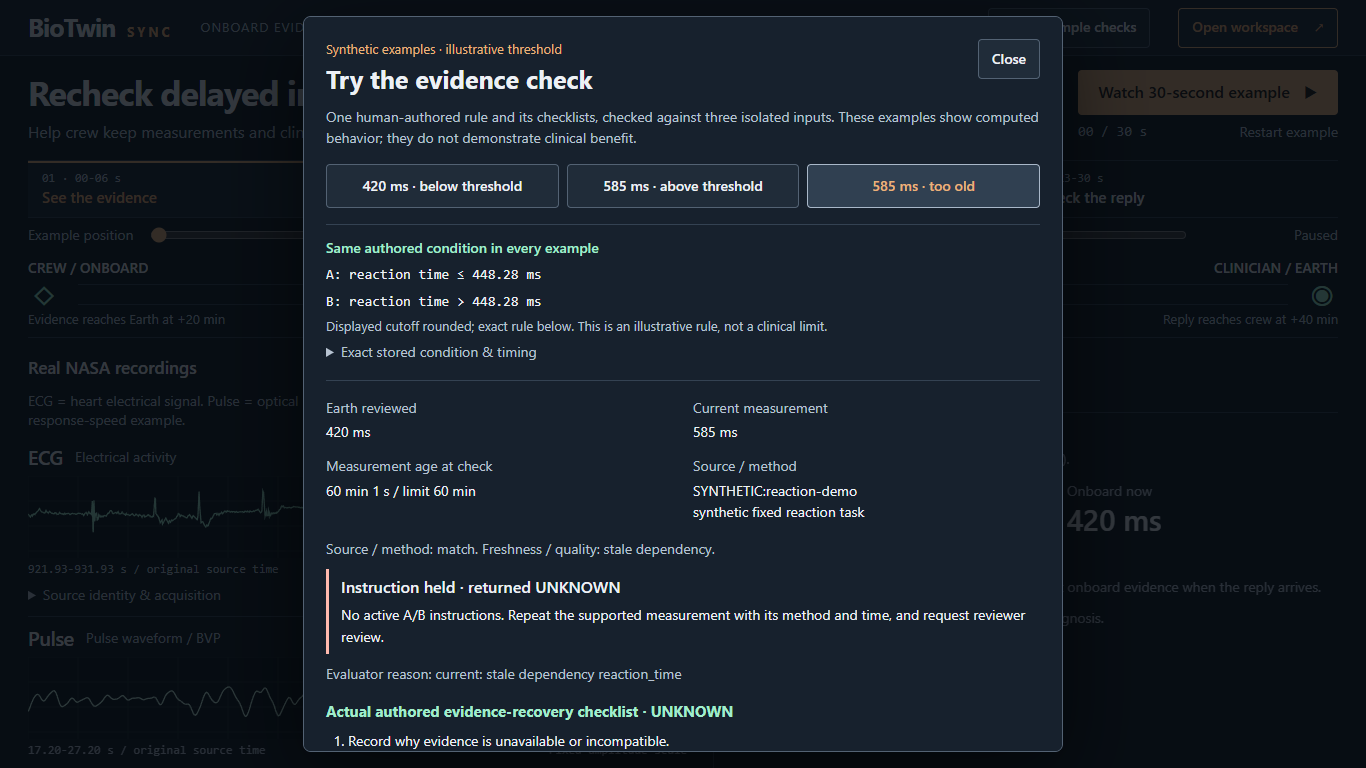 BioTwin SYNC
ONBOARD EVID
mple checks
Open workspace
Recheck delayed in
Help crew keep measurements and clin
Watch 30-second example
00 / 30 s
Restart example
01 · 00-06 s
See the evidence
3-30 s
ck the reply
Example position
Paused
CREW / ONBOARD
CLINICIAN / EARTH
Evidence reaches Earth at +20 min
Reply reaches crew at +40 min
Real NASA recordings
ECG = heart electrical signal. Pulse = optical
response-speed example.
ECG Electrical activity
921.93-931.93 s / original source time
Source identity & acquisition
Pulse Pulse waveform / BVP
17.20-27.20 s / original source time
Onboard now
420 ms
onboard evidence when the reply arrives.
gnosis.
Synthetic examples · illustrative threshold
Close
Try the evidence check
One human-authored rule and its checklists, checked against three isolated inputs. These examples show computed
behavior; they do not demonstrate clinical benefit.
420 ms · below threshold
585 ms · above threshold
585 ms · too old
Same authored condition in every example
A: reaction time ≤ 448.28 ms
B: reaction time > 448.28 ms
Displayed cutoff rounded; exact rule below. This is an illustrative rule, not a clinical limit.
Exact stored condition & timing
Earth reviewed
420 ms
Current measurement
585 ms
Measurement age at check
60 min 1 s / limit 60 min
Source / method
SYNTHETIC:reaction-demo
synthetic fixed reaction task
Source / method: match. Freshness / quality: stale dependency.
Instruction held · returned UNKNOWN
No active A/B instructions. Repeat the supported measurement with its method and time, and request reviewer
review.
Evaluator reason: current: stale dependency reaction_time
Actual authored evidence-recovery checklist · UNKNOWN
1. Record why evidence is unavailable or incompatible.